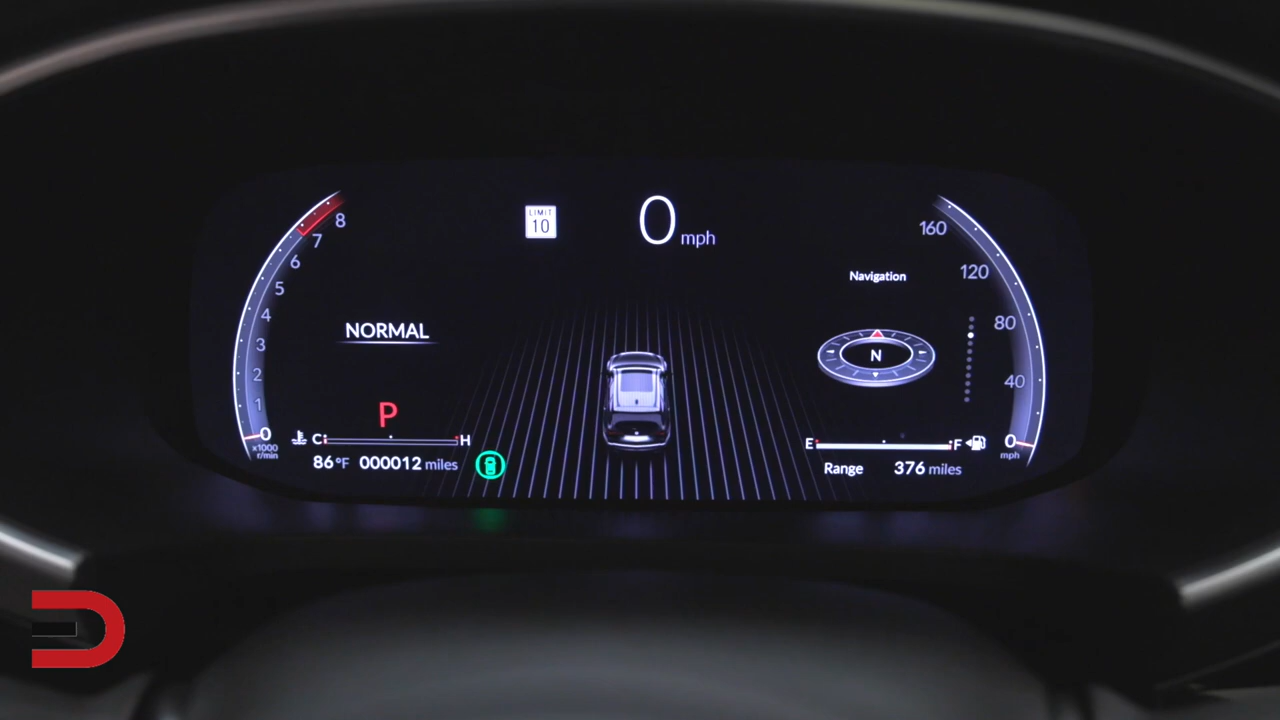 LIMIT
10
0 mph
8
7
6
5
4
3
2
1
0
x1000
r/min
NORMAL
P
C H
86°F 000012 miles
Navigation
N
160
120
80
40
0
mph
E F
Range 376 miles